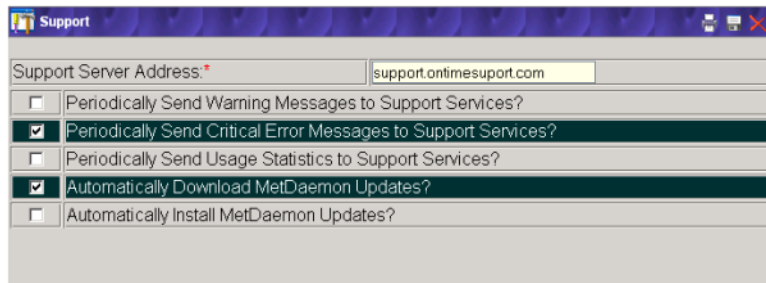 Support
Support Server Address:* support.ontimesuport.com
Periodically Send Warning Messages to Support Services?
Periodically Send Critical Error Messages to Support Services?
Periodically Send Usage Statistics to Support Services?
Automatically Download MetDaemon Updates?
Automatically Install MetDaemon Updates?